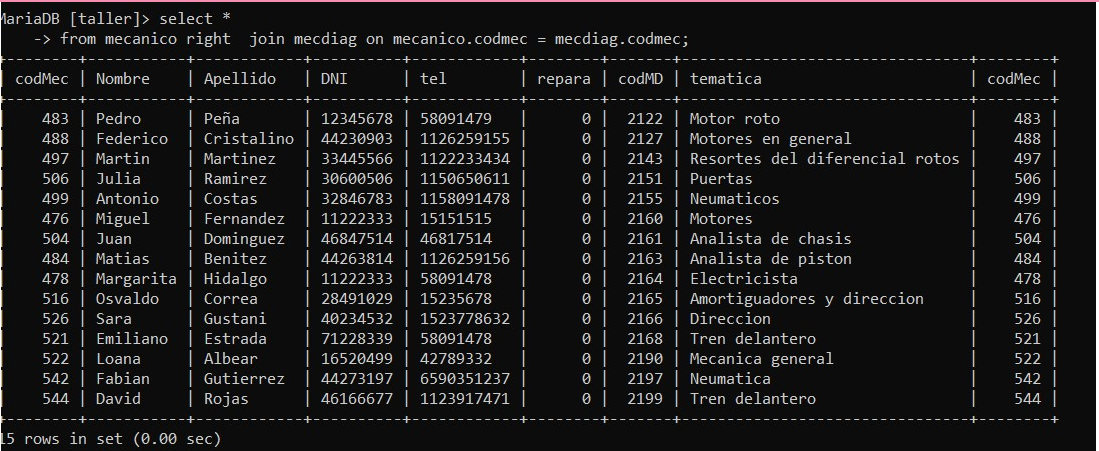 MariaDB [taller]> select *
    -> from mecanico right  join mecdiag on mecanico.codmec = mecdiag.codmec;
+--------+-----------+------------+----------+------------+--------+-------+------------------------------+--------+
| codMec | Nombre    | Apellido   | DNI      | tel        | repara | codMD | tematica                     | codMec |
+--------+-----------+------------+----------+------------+--------+-------+------------------------------+--------+
|    483 | Pedro     | Peña       | 12345678 | 58091479   |      0 |  2122 | Motor roto                   |    483 |
|    488 | Federico  | Cristalino | 44230903 | 1126259155 |      0 |  2127 | Motores en general           |    488 |
|    497 | Martin    | Martinez   | 33445566 | 1122233434 |      0 |  2143 | Resortes del diferencial rotos |    497 |
|    506 | Julia     | Ramirez    | 30600506 | 1150650611 |      0 |  2151 | Puertas                      |    506 |
|    499 | Antonio   | Costas     | 32846783 | 1158091478 |      0 |  2155 | Neumaticos                   |    499 |
|    476 | Miguel    | Fernandez  | 11222333 | 15151515   |      0 |  2160 | Motores                      |    476 |
|    504 | Juan      | Dominguez  | 46847514 | 46817514   |      0 |  2161 | Analista de chasis           |    504 |
|    484 | Matias    | Benitez    | 44263814 | 1126259156 |      0 |  2163 | Analista de piston           |    484 |
|    478 | Margarita | Hidalgo    | 11222333 | 58091478   |      0 |  2164 | Electricista                 |    478 |
|    516 | Osvaldo   | Correa     | 28491029 | 15235678   |      0 |  2165 | Amortiguadores y direccion   |    516 |
|    526 | Sara      | Gustani    | 40234532 | 1523778632 |      0 |  2166 | Direccion                    |    526 |
|    521 | Emiliano  | Estrada    | 71228339 | 58091478   |      0 |  2168 | Tren delantero               |    521 |
|    522 | Loana     | Albear     | 16520499 | 42789332   |      0 |  2190 | Mecanica general             |    522 |
|    542 | Fabian    | Gutierrez  | 44273197 | 6590351237 |      0 |  2197 | Neumatica                    |    542 |
|    544 | David     | Rojas      | 46166677 | 1123917471 |      0 |  2199 | Tren delantero               |    544 |
+--------+-----------+------------+----------+------------+--------+-------+------------------------------+--------+
15 rows in set (0.00 sec)